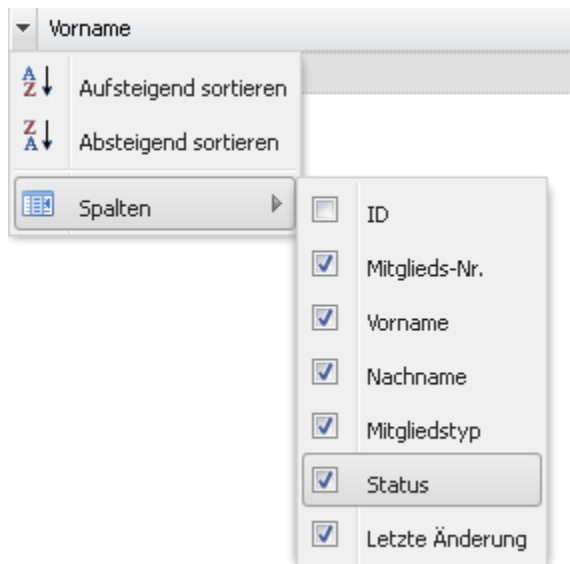 Vorname
Aufsteigend sortieren
Absteigend sortieren
Spalten
ID
Mitglieds-Nr.
Vorname
Nachname
Mitgliedstyp
Status
Letzte Änderung